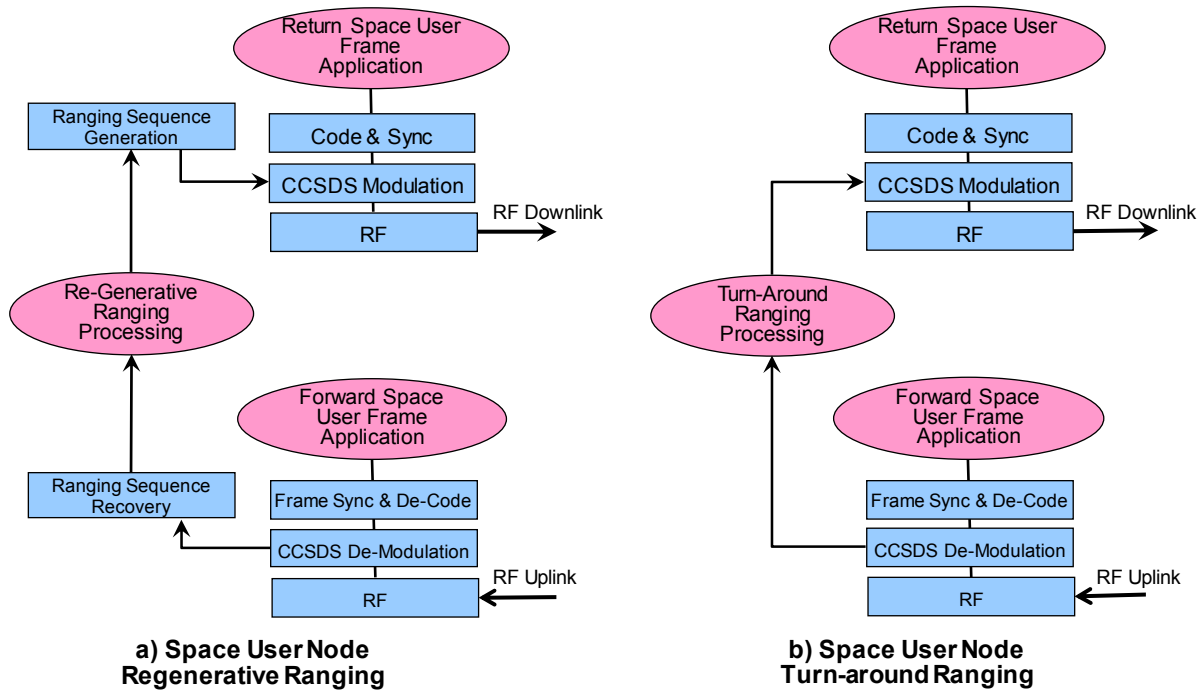 Return Space User
Frame
Application
Ranging Sequence
Generation
Code & Sync
CCSDS Modulation
RF
RF Downlink
Re-Generative
Ranging
Processing
Forward Space
User Frame
Application
Ranging Sequence
Recovery
Frame Sync & De-Code
CCSDS De-Modulation
RF
RF Uplink
a) Space User Node
Regenerative Ranging
Return Space User
Frame
Application
Code & Sync
CCSDS Modulation
RF
RF Downlink
Turn-Around
Ranging
Processing
Forward Space
User Frame
Application
Frame Sync & De-Code
CCSDS De-Modulation
RF
RF Uplink
b) Space User Node
Turn-around Ranging